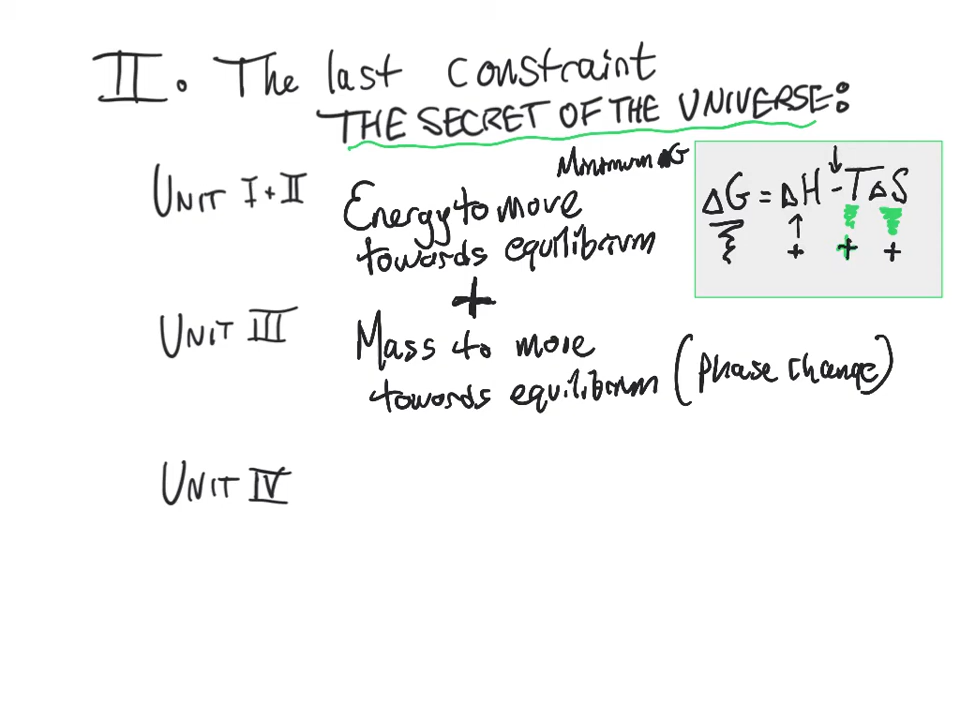 II. The last constraint
THE SECRET OF THE UNIVERSE:
Minimum G
ΔG = ΔH - TΔS
+ + +
UNIT I + II
Energy to move
towards equilibrium
+
UNIT III
Mass to move
towards equilibrium
(phase change)
UNIT IV